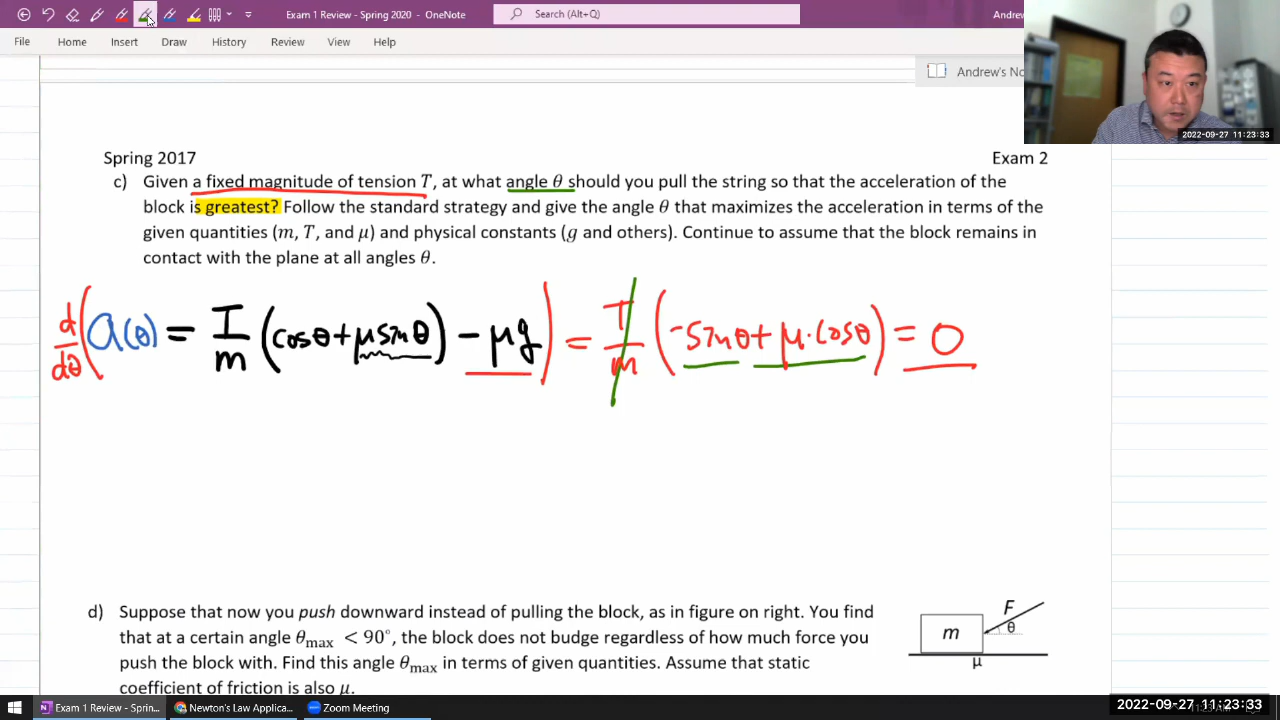 Exam 1 Review - Spring 2020 - OneNote
Search (Alt+Q)
Andrew
File Home Insert Draw History Review View Help
Andrew's No
2022-09-27 11:23:33
Spring 2017 Exam 2
c) Given a fixed magnitude of tension T, at what angle θ should you pull the string so that the acceleration of the
block is greatest? Follow the standard strategy and give the angle θ that maximizes the acceleration in terms of the
given quantities (m, T, and μ) and physical constants (g and others). Continue to assume that the block remains in
contact with the plane at all angles θ.
d/dθ (a(θ) = T/m (cosθ + μ sinθ) - μg) = T/m (-sinθ + μ·cosθ) = 0
d) Suppose that now you push downward instead of pulling the block, as in figure on right. You find
that at a certain angle θmax < 90°, the block does not budge regardless of how much force you
push the block with. Find this angle θmax in terms of given quantities. Assume that static
coefficient of friction is also μ.
F
θ
m
μ
Exam 1 Review - Sprin... Newton's Law Applic... Zoom Meeting
2022-09-27 11:23:33